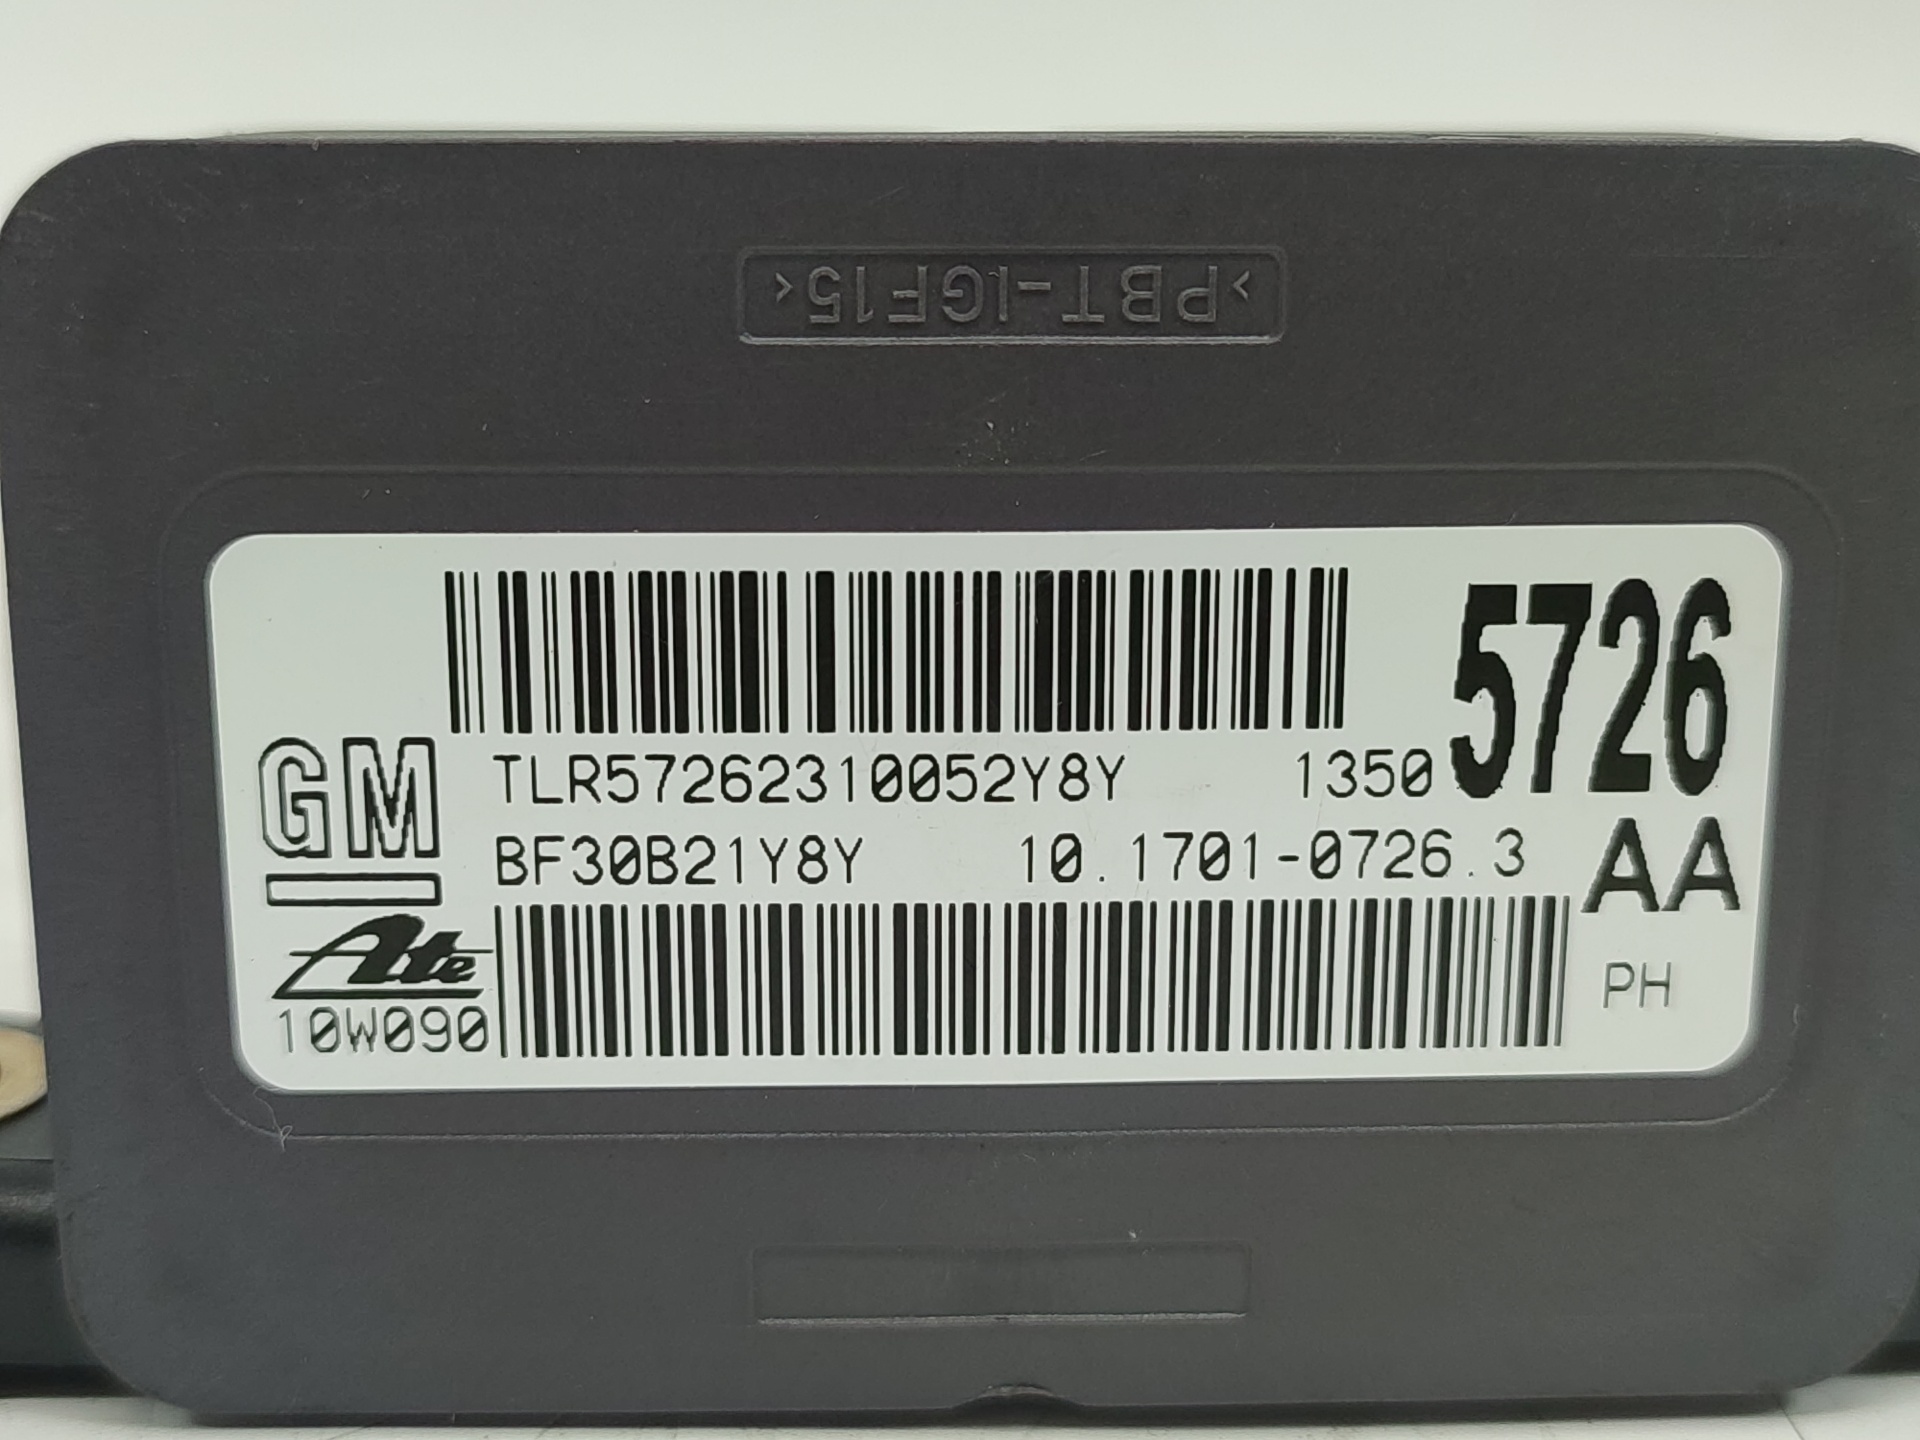 >PBT-IGF15<
5726
GM
TLR57262310052Y8Y 1350
BF30B21Y8Y 10.1701-0726.3
AA
Ate
10W090
PH